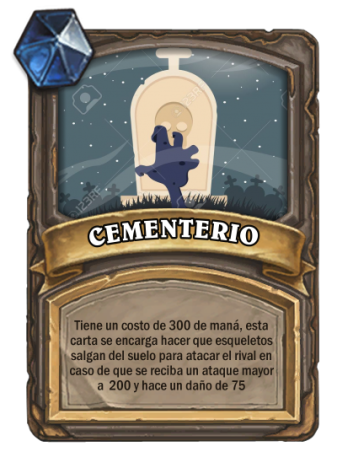 CEMENTERIO
Tiene un costo de 300 de maná, esta
carta se encarga hacer que esqueletos
salgan del suelo para atacar el rival en
caso de que se reciba un ataque mayor
a 200 y hace un daño de 75